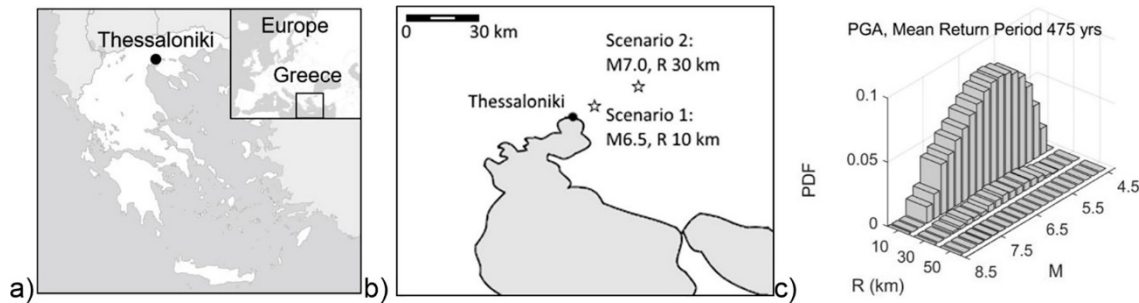 a)
Europe
Thessaloniki
Greece
b)
0 30 km
Scenario 2:
M7.0, R 30 km
Thessaloniki
Scenario 1:
M6.5, R 10 km
c)
PGA, Mean Return Period 475 yrs
0.1
0.05
0
PDF
10
30
50
R (km)
8.5
7.5
6.5
5.5
4.5
M